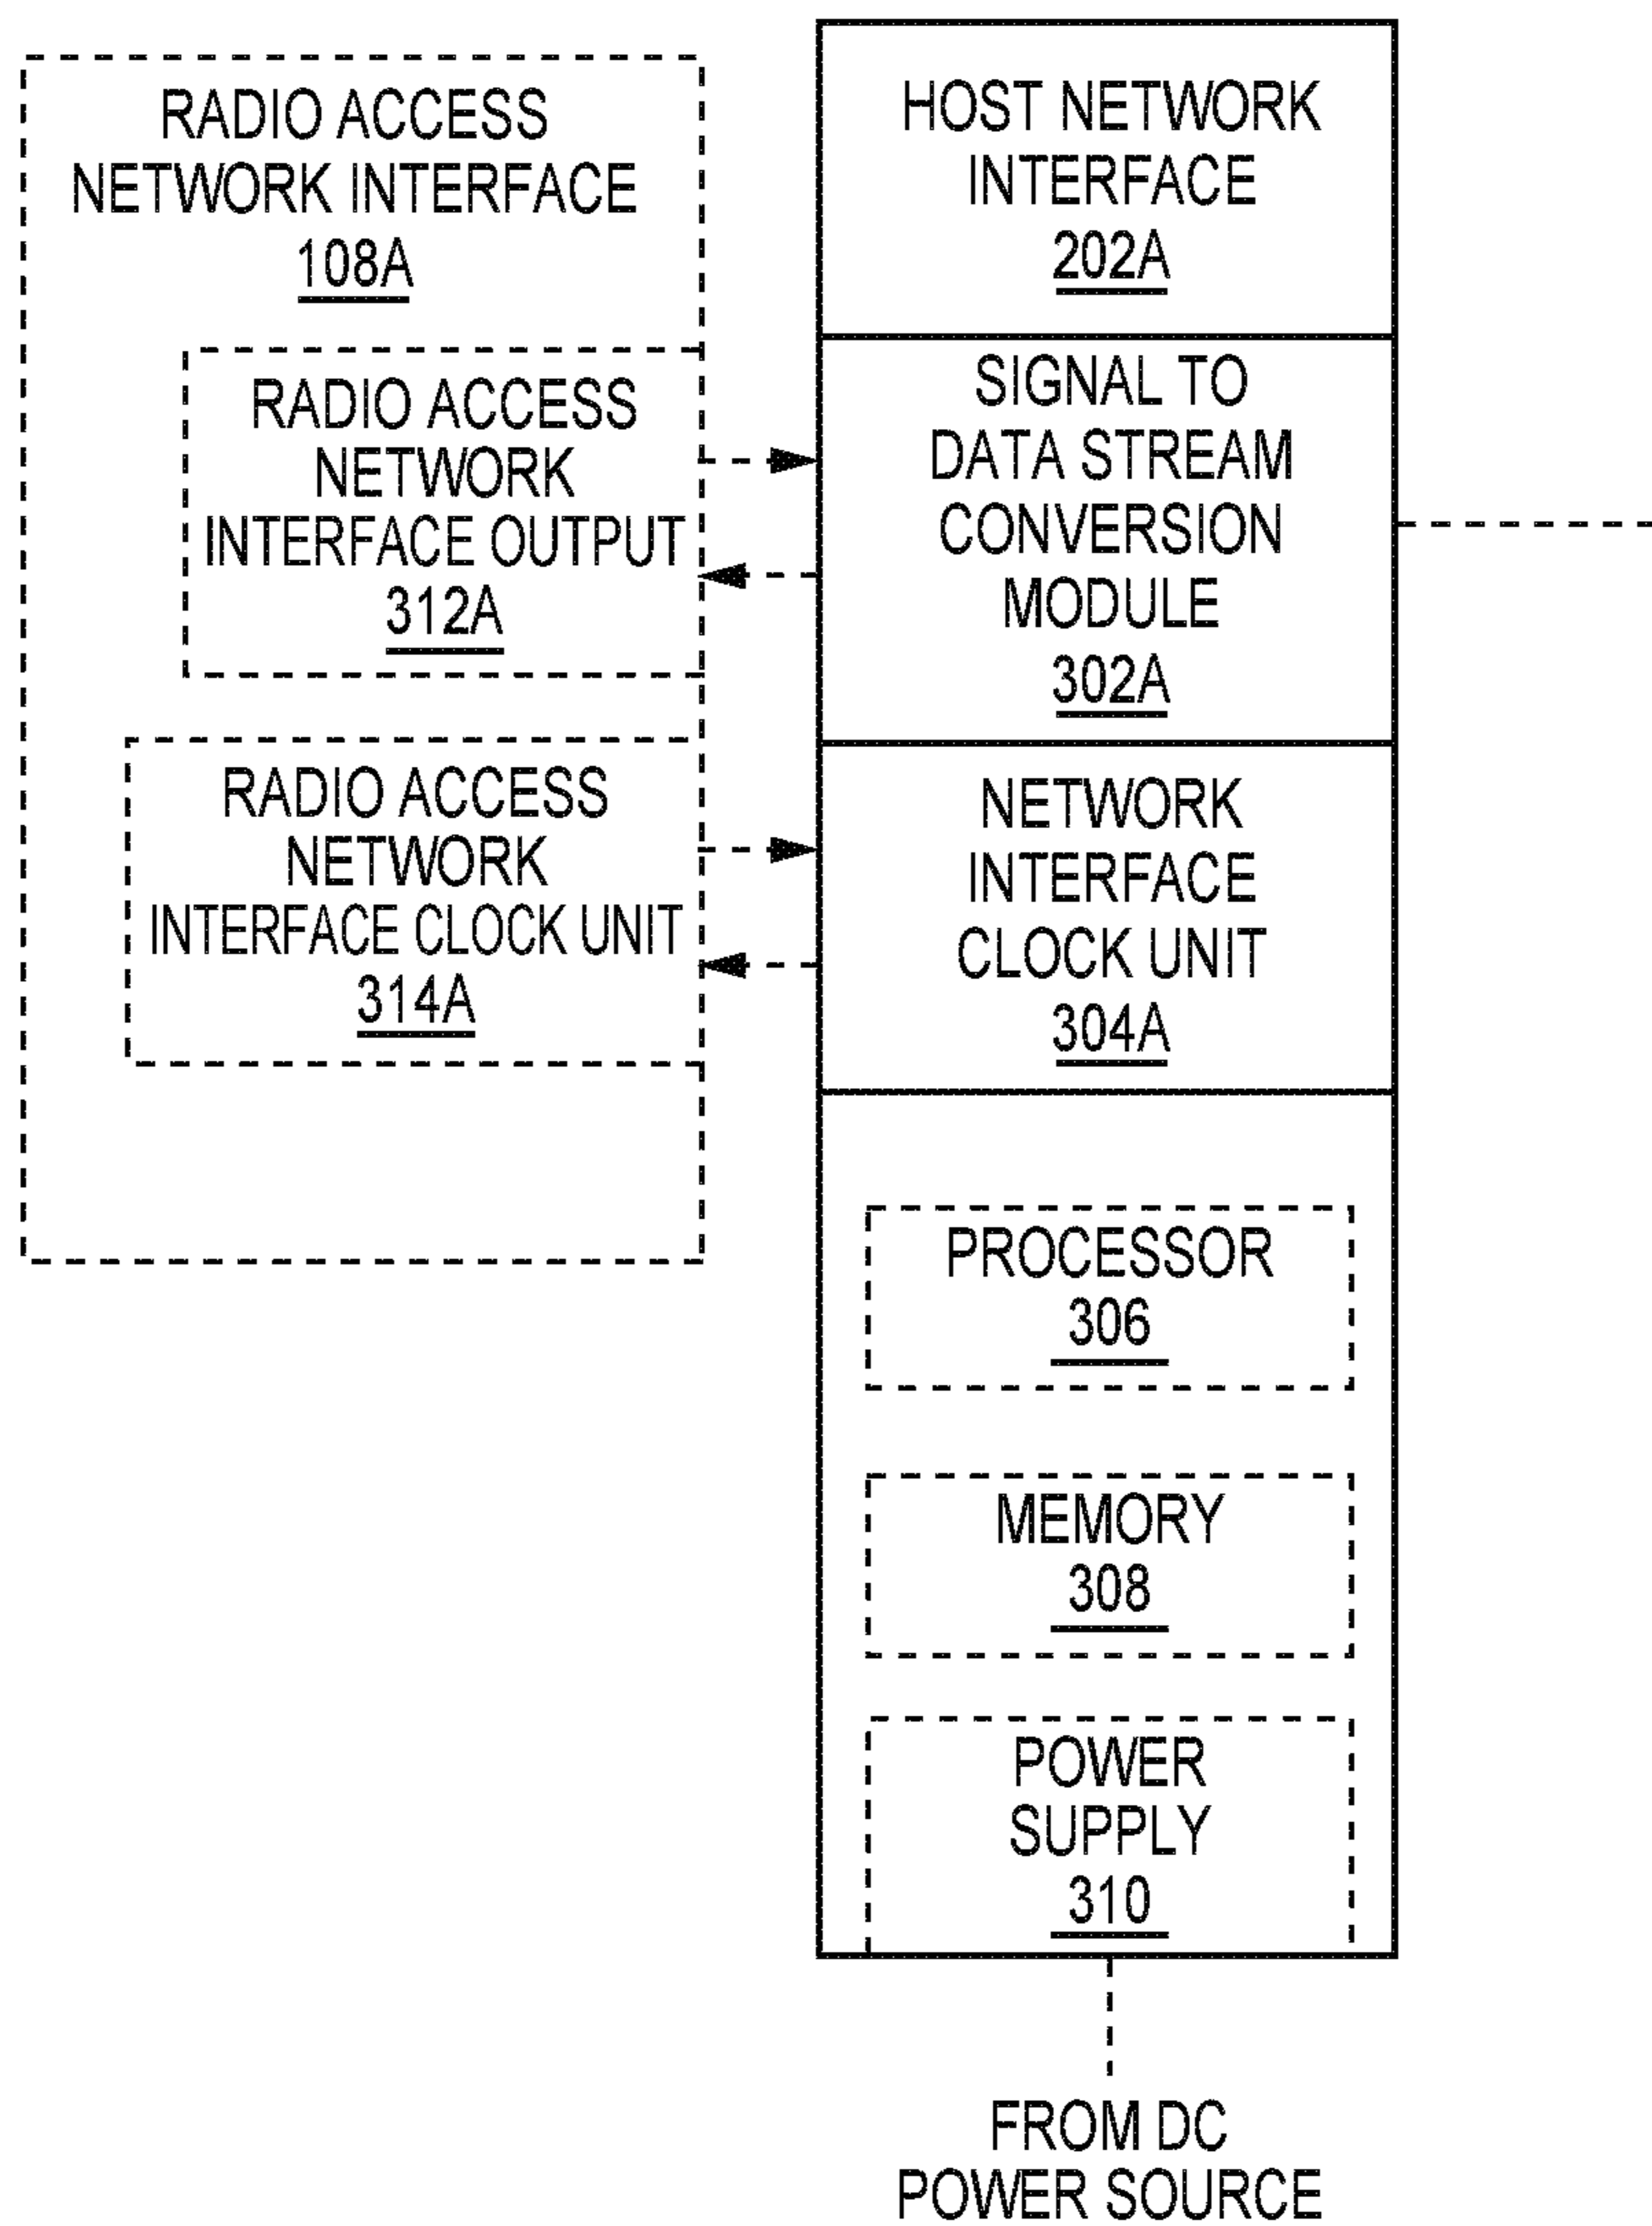 RADIO ACCESS
NETWORK INTERFACE
108A
RADIO ACCESS
NETWORK
INTERFACE OUTPUT
312A
RADIO ACCESS
NETWORK
INTERFACE CLOCK UNIT
314A
HOST NETWORK
INTERFACE
202A
SIGNAL TO
DATA STREAM
CONVERSION
MODULE
302A
NETWORK
INTERFACE
CLOCK UNIT
304A
PROCESSOR
306
MEMORY
308
POWER
SUPPLY
310
FROM DC
POWER SOURCE